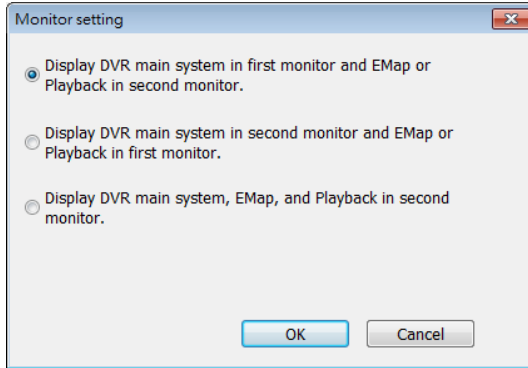 Monitor setting
Display DVR main system in first monitor and EMap or
Playback in second monitor.
Display DVR main system in second monitor and EMap or
Playback in first monitor.
Display DVR main system, EMap, and Playback in second
monitor.
OK
Cancel